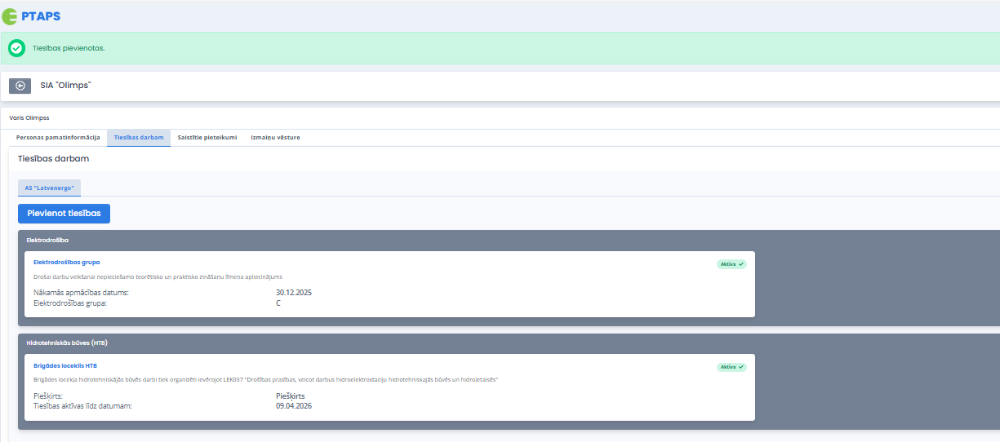 PTAPS
Tiesības pievienotas.
SIA "Olimps"
Varis Olimpss
Personas pamatinformācija Tiesības darbam Saistītie pieteikumi Izmaiņu vēsture
Tiesības darbam
AS "Latvenergo"
Pievienot tiesības
Elektrodrošība
Elektrodrošības grupa Aktīvs
Drošai darbu veikšanai nepieciešamo teorētisko un praktisko zināšanu līmeņa apliecinājums
Nākamās apmācības datums: 30.12.2025
Elektrodrošības grupa: C
Hidrotehniskās būves (HTB)
Brigādes loceklis HTB Aktīvs
Brigādes locekļa hidrotehniskājās būvēs darbi tiek organizēti ievērojot LEK037 "Drošības prasības, veicot darbus hidroelektrostaciju hidrotehniskajās būvēs un hidroietaisēs"
Piešķirts: Piešķirts
Tiesības aktīvas līdz datumam: 09.04.2026